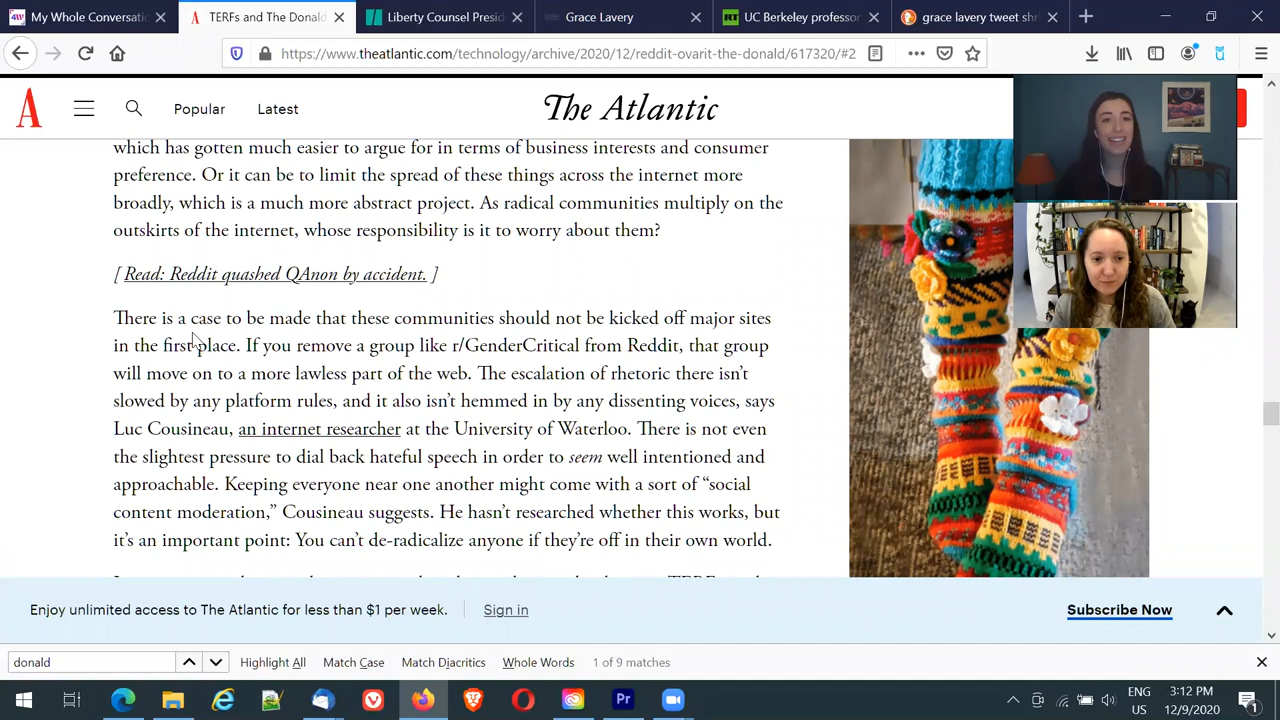 My Whole Conversati
TERFs and The Donald
Liberty Counsel Presid
Grace Lavery
UC Berkeley professor
grace lavery tweet shri
https://www.theatlantic.com/technology/archive/2020/12/reddit-ovarit-the-donald/617320/#2
Popular
Latest
The Atlantic
which has gotten much easier to argue for in terms of business interests and consumer
preference. Or it can be to limit the spread of these things across the internet more
broadly, which is a much more abstract project. As radical communities multiply on the
outskirts of the internet, whose responsibility is it to worry about them?
[ Read: Reddit quashed QAnon by accident. ]
There is a case to be made that these communities should not be kicked off major sites
in the first place. If you remove a group like r/GenderCritical from Reddit, that group
will move on to a more lawless part of the web. The escalation of rhetoric there isn’t
slowed by any platform rules, and it also isn’t hemmed in by any dissenting voices, says
Luc Cousineau, an internet researcher at the University of Waterloo. There is not even
the slightest pressure to dial back hateful speech in order to seem well intentioned and
approachable. Keeping everyone near one another might come with a sort of “social
content moderation,” Cousineau suggests. He hasn’t researched whether this works, but
it’s an important point: You can’t de-radicalize anyone if they’re off in their own world.
Enjoy unlimited access to The Atlantic for less than $1 per week.
Sign in
Subscribe Now
donald
Highlight All
Match Case
Match Diacritics
Whole Words
1 of 9 matches
ENG
US
3:12 PM
12/9/2020